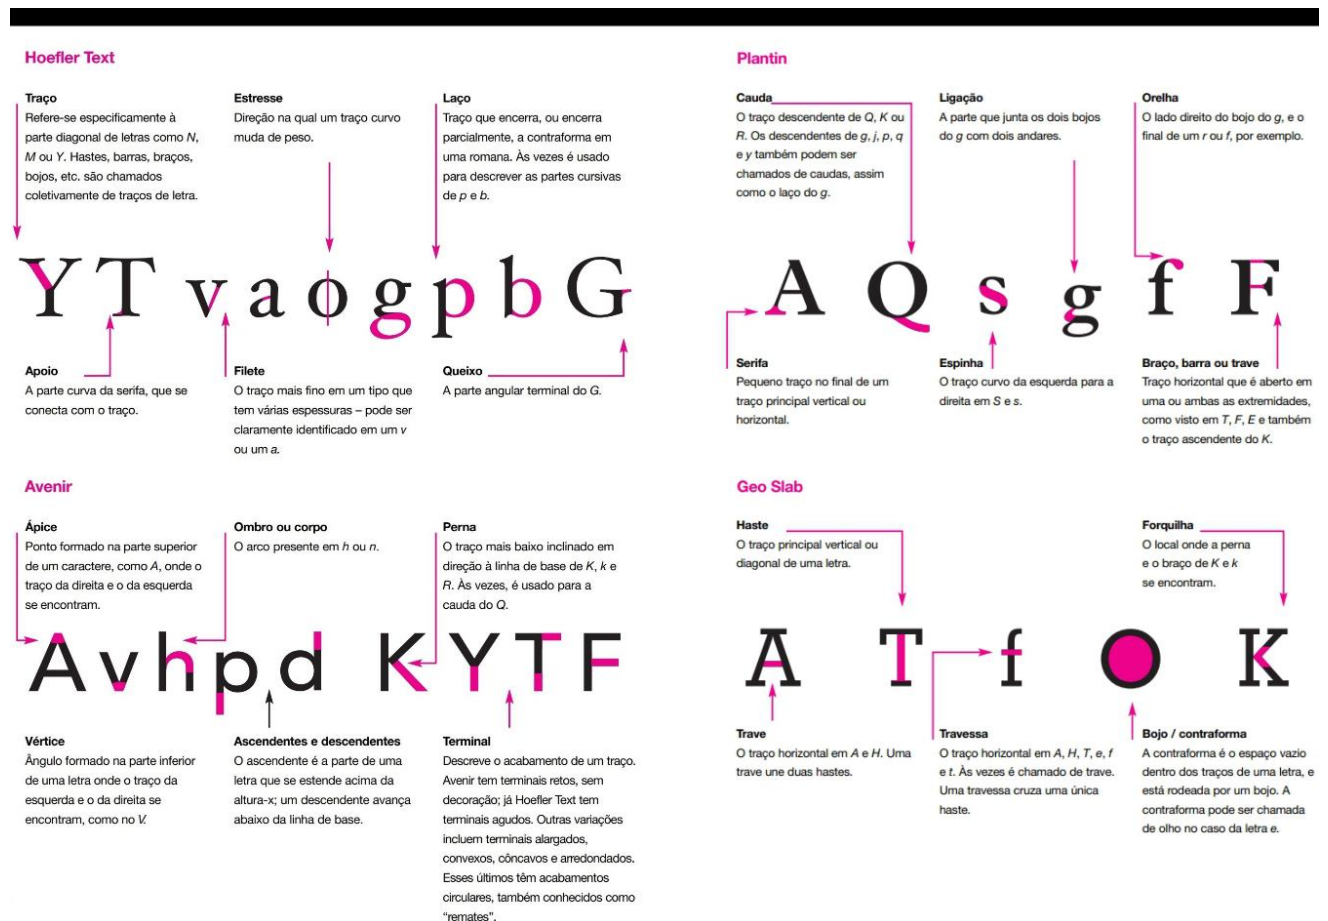 Hoefler Text
Traço
Refere-se especificamente à
parte diagonal de letras como N,
M ou Y. Hastes, barras, braços,
bojos, etc. são chamados
coletivamente de traços de letra.
Estresse
Direção na qual um traço curvo
muda de peso.
Laço
Traço que encerra, ou encerra
parcialmente, a contraforma em
uma romana. Às vezes é usado
para descrever as partes cursivas
de p e b.
Y T v a o g p b G
Apoio
A parte curva da serifa, que se
conecta com o traço.
Filete
O traço mais fino em um tipo que
tem várias espessuras – pode ser
claramente identificado em um v
ou um a.
Queixo
A parte angular terminal do G.
Plantin
Cauda
O traço descendente de Q, K ou
R. Os descendentes de g, j, p, q
e y também podem ser
chamados de caudas, assim
como o laço do g.
Ligação
A parte que junta os dois bojos
do g com dois andares.
Orelha
O lado direito do bojo do g, e o
final de um r ou f, por exemplo.
A Q s g f F
Serifa
Pequeno traço no final de um
traço principal vertical ou
horizontal.
Espinha
O traço curvo da esquerda para a
direita em S e s.
Braço, barra ou trave
Traço horizontal que é aberto em
uma ou ambas as extremidades,
como visto em T, F, E e também
o traço ascendente do K.
Avenir
Ápice
Ponto formado na parte superior
de um caractere, como A, onde o
traço da direita e o da esquerda
se encontram.
Ombro ou corpo
O arco presente em h ou n.
Perna
O traço mais baixo inclinado em
direção à linha de base de K, k e
R. Às vezes, é usado para a
cauda do Q.
A v h p d K Y T F
Vértice
Ângulo formado na parte inferior
de uma letra onde o traço da
esquerda e o da direita se
encontram, como no V.
Ascendentes e descendentes
O ascendente é a parte de uma
letra que se estende acima da
altura-x; um descendente avança
abaixo da linha de base.
Terminal
Descreve o acabamento de um traço.
Avenir tem terminais retos, sem
decoração; já Hoefler Text tem
terminais agudos. Outras variações
incluem terminais alargados,
convexos, côncavos e arredondados.
Esses últimos têm acabamentos
circulares, também conhecidos como
“remates”.
Geo Slab
Haste
O traço principal vertical ou
diagonal de uma letra.
Forquilha
O local onde a perna
e o braço de K e k
se encontram.
A T f O K
Trave
O traço horizontal em A e H. Uma
trave une duas hastes.
Travessa
O traço horizontal em A, H, T, e, f
e t. Às vezes é chamado de trave.
Uma travessa cruza uma única
haste.
Bojo / contraforma
A contraforma é o espaço vazio
dentro dos traços de uma letra, e
está rodeada por um bojo. A
contraforma pode ser chamada
de olho no caso da letra e.